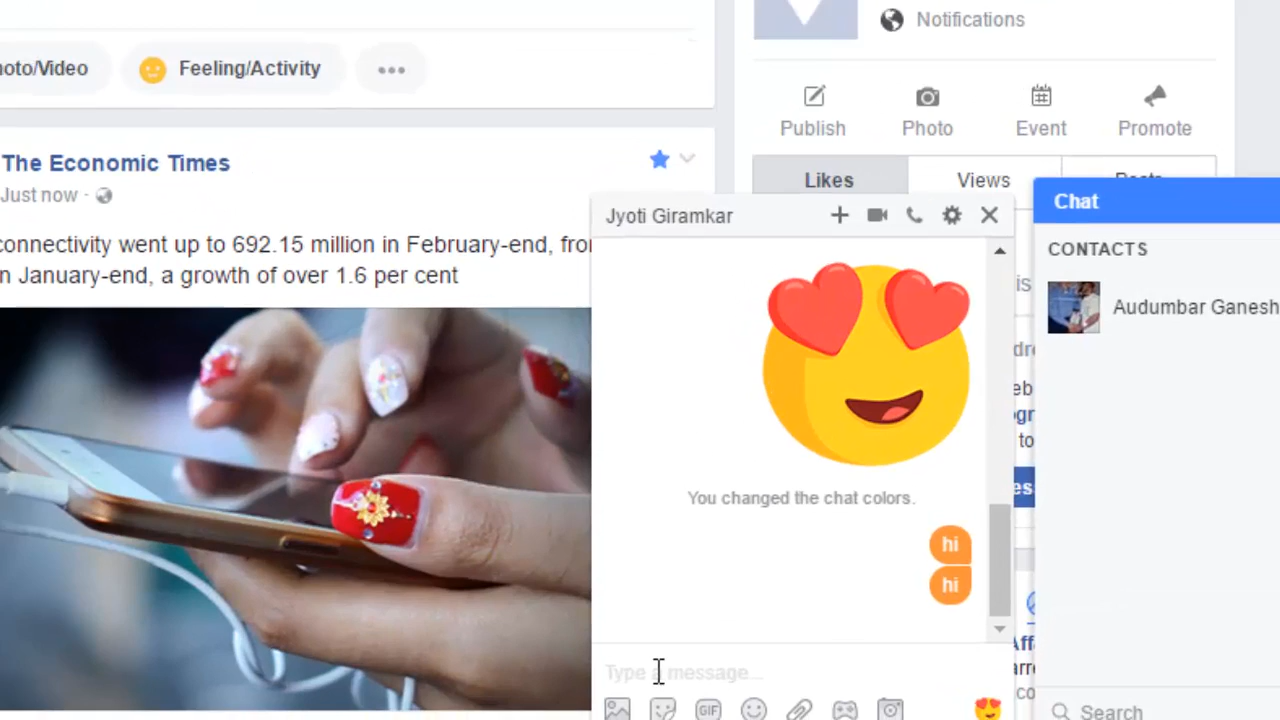 Notifications
oto/Video
Feeling/Activity
Publish
Photo
Event
Promote
Likes
Views
The Economic Times
Just now
connectivity went up to 692.15 million in February-end, fro
n January-end, a growth of over 1.6 per cent
Jyoti Giramkar
You changed the chat colors.
hi
hi
Type a message...
GIF
Chat
CONTACTS
Audumbar Ganesh
Search